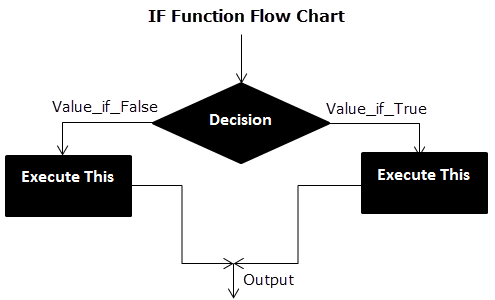 IF Function Flow Chart
Value_if_False
Value_if_True
Decision
Execute This
Execute This
Output